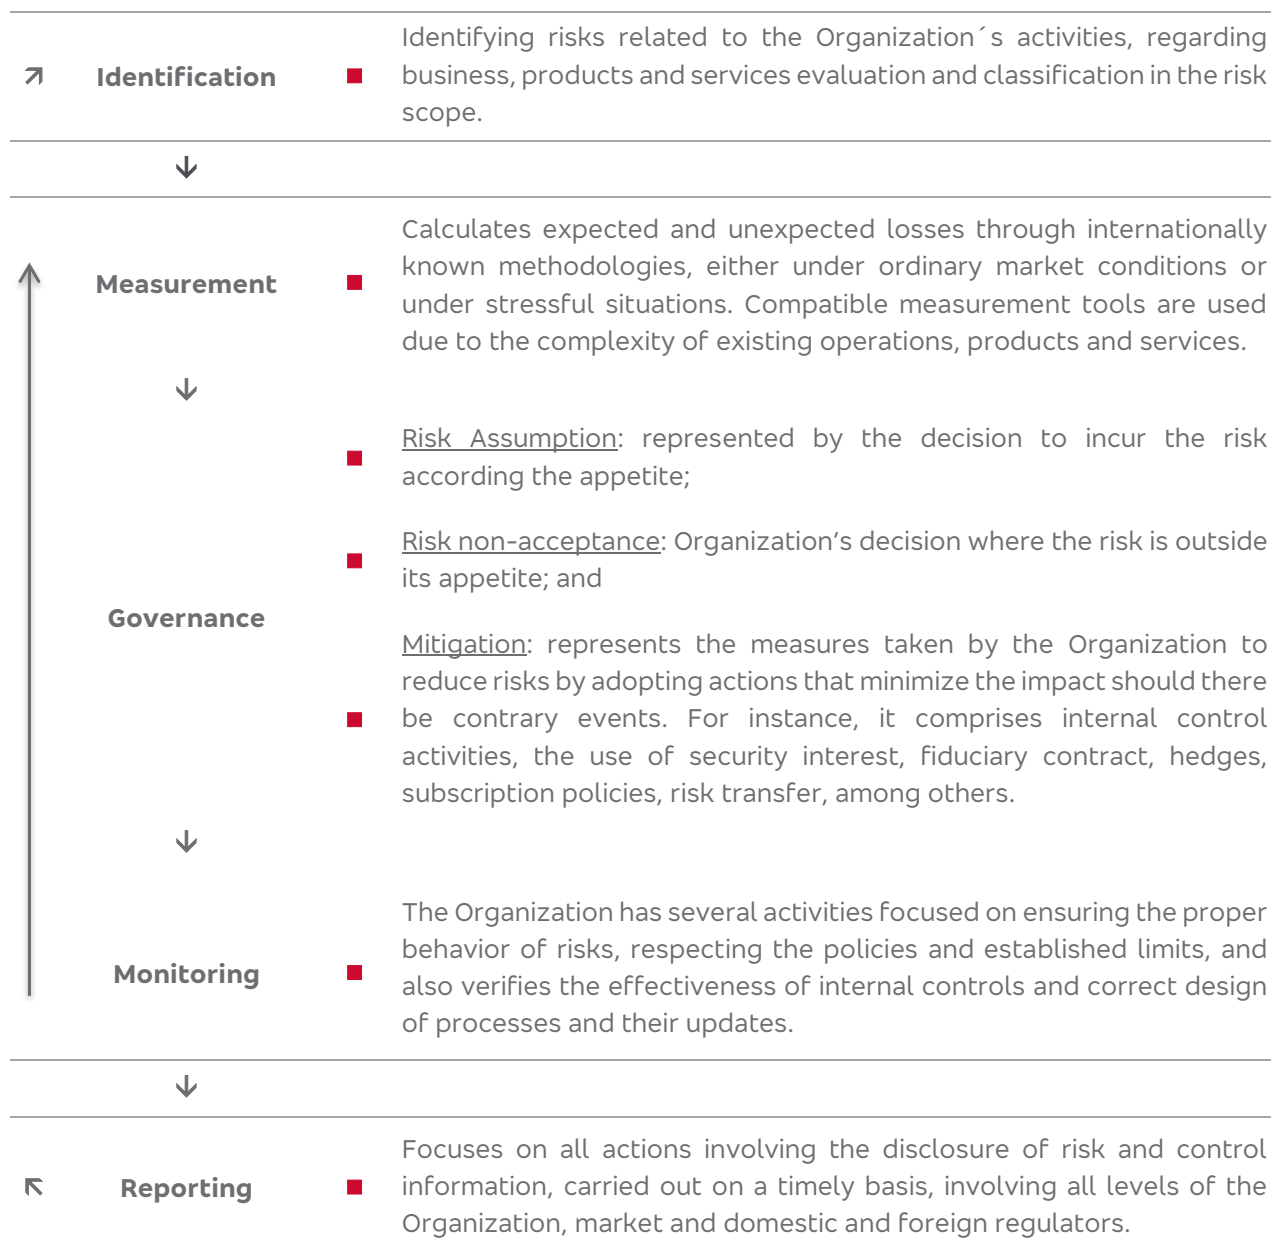 Identifying risks related to the Organization´s activities, regarding
Identification
business, products and services evaluation and classification in the risk
scope.
Calculates expected and unexpected losses through internationally
known methodologies, either under ordinary market conditions or
Measurement
under stressful situations. Compatible measurement tools are used
due to the complexity of existing operations, products and services.
Risk Assumption: represented by the decision to incur the risk
according the appetite;
Risk non-acceptance: Organization’s decision where the risk is outside
its appetite; and
Governance
Mitigation: represents the measures taken by the Organization to
reduce risks by adopting actions that minimize the impact should there
be contrary events. For instance, it comprises internal control
activities, the use of security interest, fiduciary contract, hedges,
subscription policies, risk transfer, among others.
The Organization has several activities focused on ensuring the proper
behavior of risks, respecting the policies and established limits, and
Monitoring
also verifies the effectiveness of internal controls and correct design
of processes and their updates.
Focuses on all actions involving the disclosure of risk and control
Reporting
information, carried out on a timely basis, involving all levels of the
Organization, market and domestic and foreign regulators.